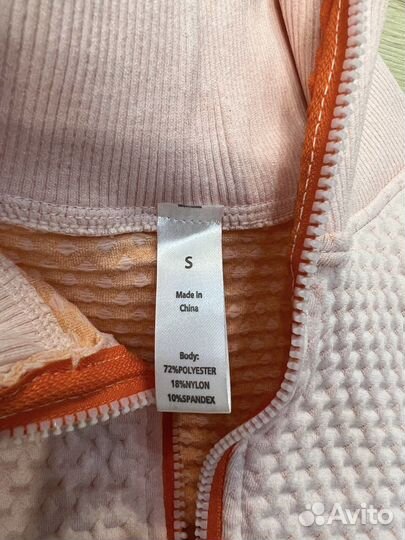 S
Made in
China
Body:
72%POLYESTER
18%NYLON
10%SPANDEX
Avito